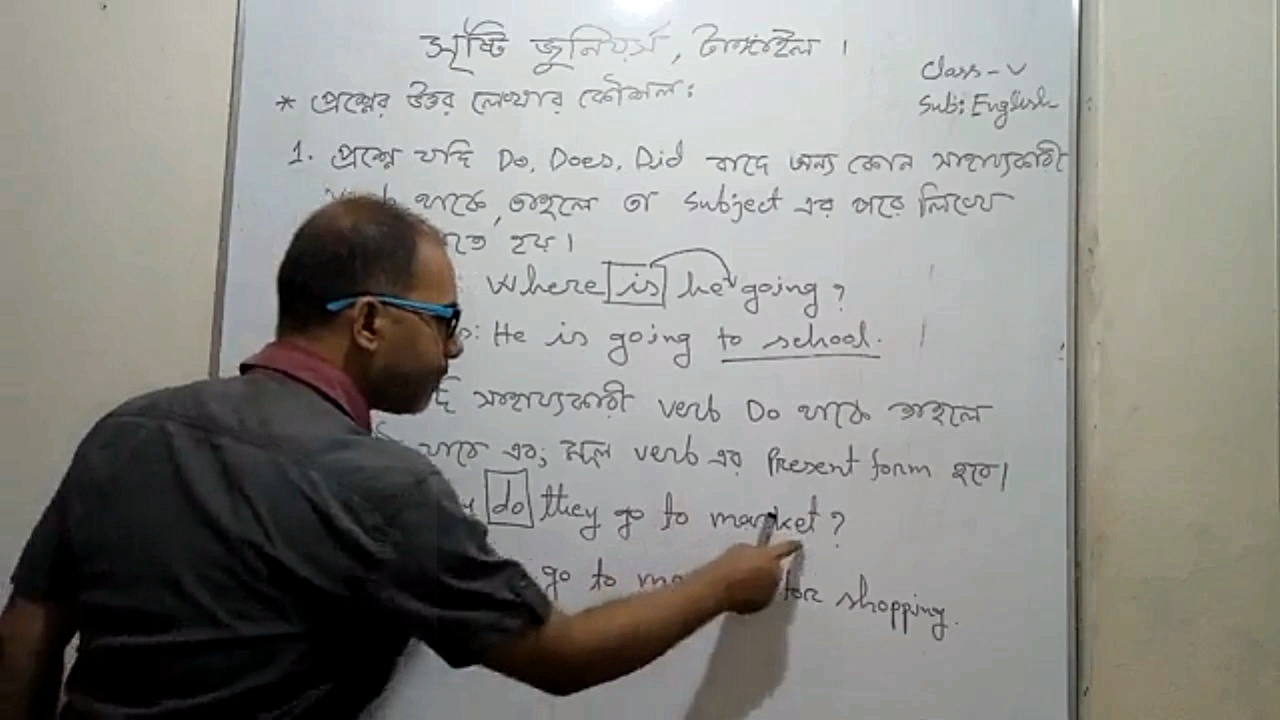 সৃষ্টি জুনিয়র্স, টাঙ্গাইল।
Class-V
Sub: English
* প্রশ্নের উত্তর লেখার কৌশল:
1. প্রশ্নে যদি Do, Does, Did বাদে অন্য কোন সাহায্যকারী
থাকে, তাহলে তা Subject এর পরে লিখে
হয়।
Where is he going?
He is going to school.
সাহায্যকারী verb Do থাকে তাহলে
যাবে এবং মূল verb এর Present form হবে।
do they go to market?
go to for shopping.